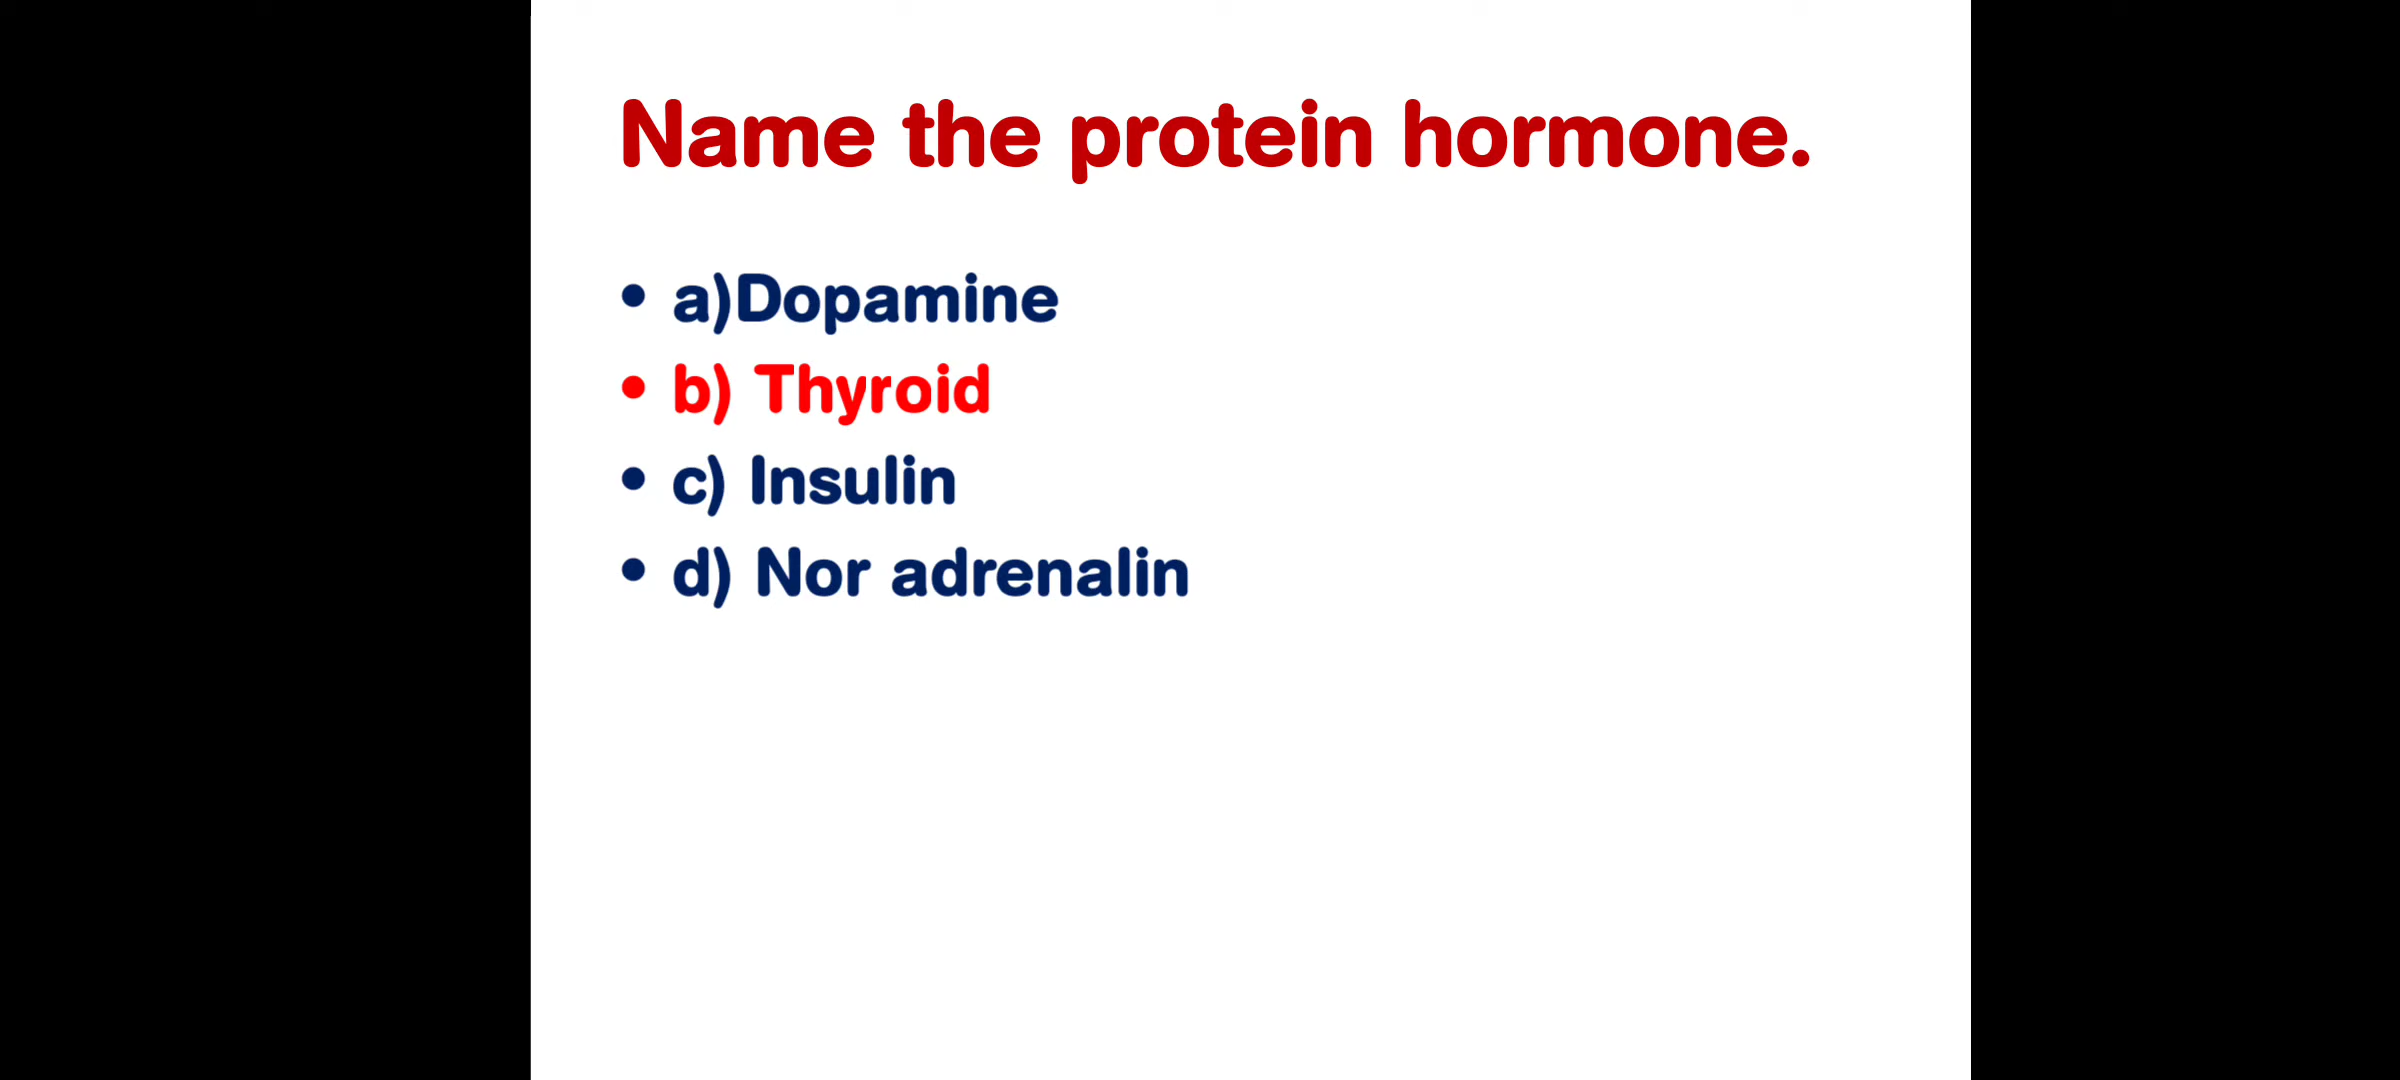 Name the protein hormone.
• a)Dopamine
• b) Thyroid
• c) Insulin
• d) Nor adrenalin